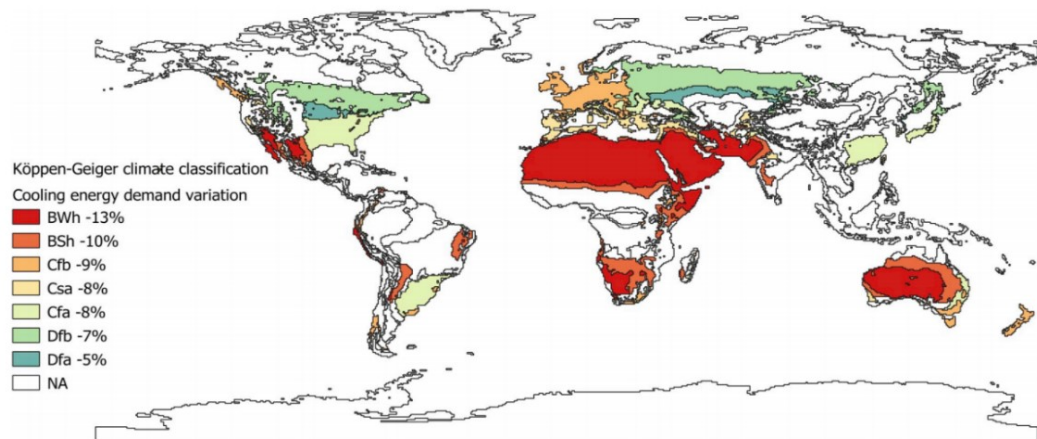 Köppen-Geiger climate classification
Cooling energy demand variation
BWh -13%
BSh -10%
Cfb -9%
Csa -8%
Cfa -8%
Dfb -7%
Dfa -5%
NA